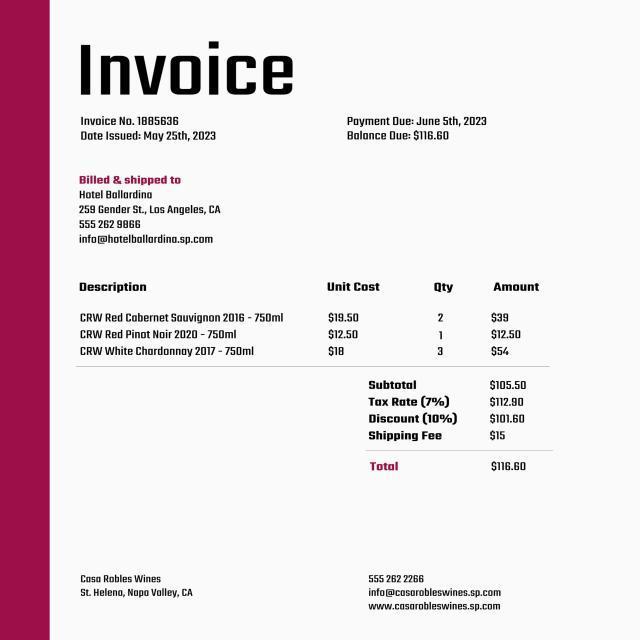 Invoice
Invoice No. 1885636
Date Issued: May 25th, 2023
Payment Due: June 5th, 2023
Balance Due: $116.60
Billed & shipped to
Hotel Ballardina
259 Gender St., Los Angeles, CA
555 262 9866
info@hotelballardina.sp.com
Description Unit Cost Qty Amount
CRW Red Cabernet Sauvignon 2016 - 750ml $19.50 2 $39
CRW Red Pinot Noir 2020 - 750ml $12.50 1 $12.50
CRW White Chardonnay 2017 - 750ml $18 3 $54
Subtotal $105.50
Tax Rate (7%) $112.90
Discount (10%) $101.60
Shipping Fee $15
Total $116.60
Casa Robles Wines
St. Helena, Napa Valley, CA
555 262 2266
info@casarobleswines.sp.com
www.casarobleswines.sp.com